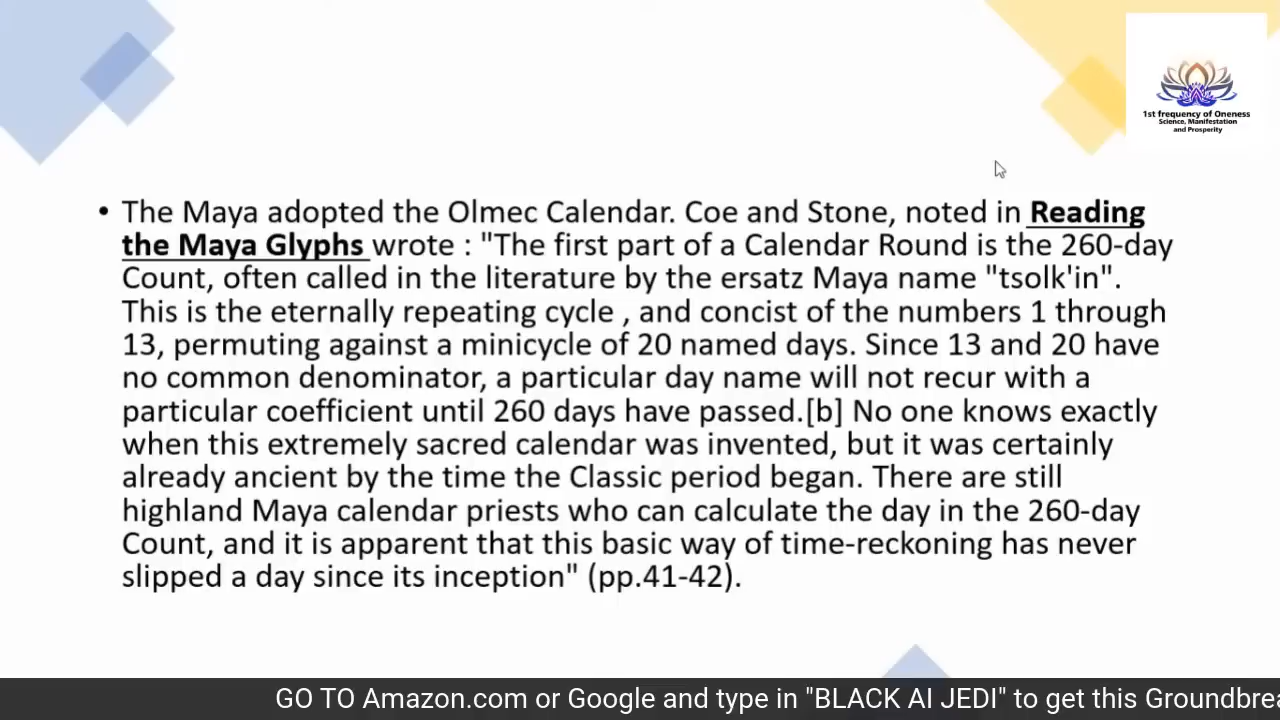 1st frequency of Oneness
Science, Manifestation
and Prosperity
• The Maya adopted the Olmec Calendar. Coe and Stone, noted in Reading
the Maya Glyphs wrote : "The first part of a Calendar Round is the 260-day
Count, often called in the literature by the ersatz Maya name "tsolk'in".
This is the eternally repeating cycle , and concist of the numbers 1 through
13, permuting against a minicycle of 20 named days. Since 13 and 20 have
no common denominator, a particular day name will not recur with a
particular coefficient until 260 days have passed.[b] No one knows exactly
when this extremely sacred calendar was invented, but it was certainly
already ancient by the time the Classic period began. There are still
highland Maya calendar priests who can calculate the day in the 260-day
Count, and it is apparent that this basic way of time-reckoning has never
slipped a day since its inception" (pp.41-42).
GO TO Amazon.com or Google and type in "BLACK AI JEDI" to get this Groundbrea